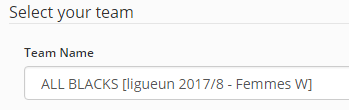 Select your team
Team Name
ALL BLACKS [ligueun 2017/8 - Femmes W]